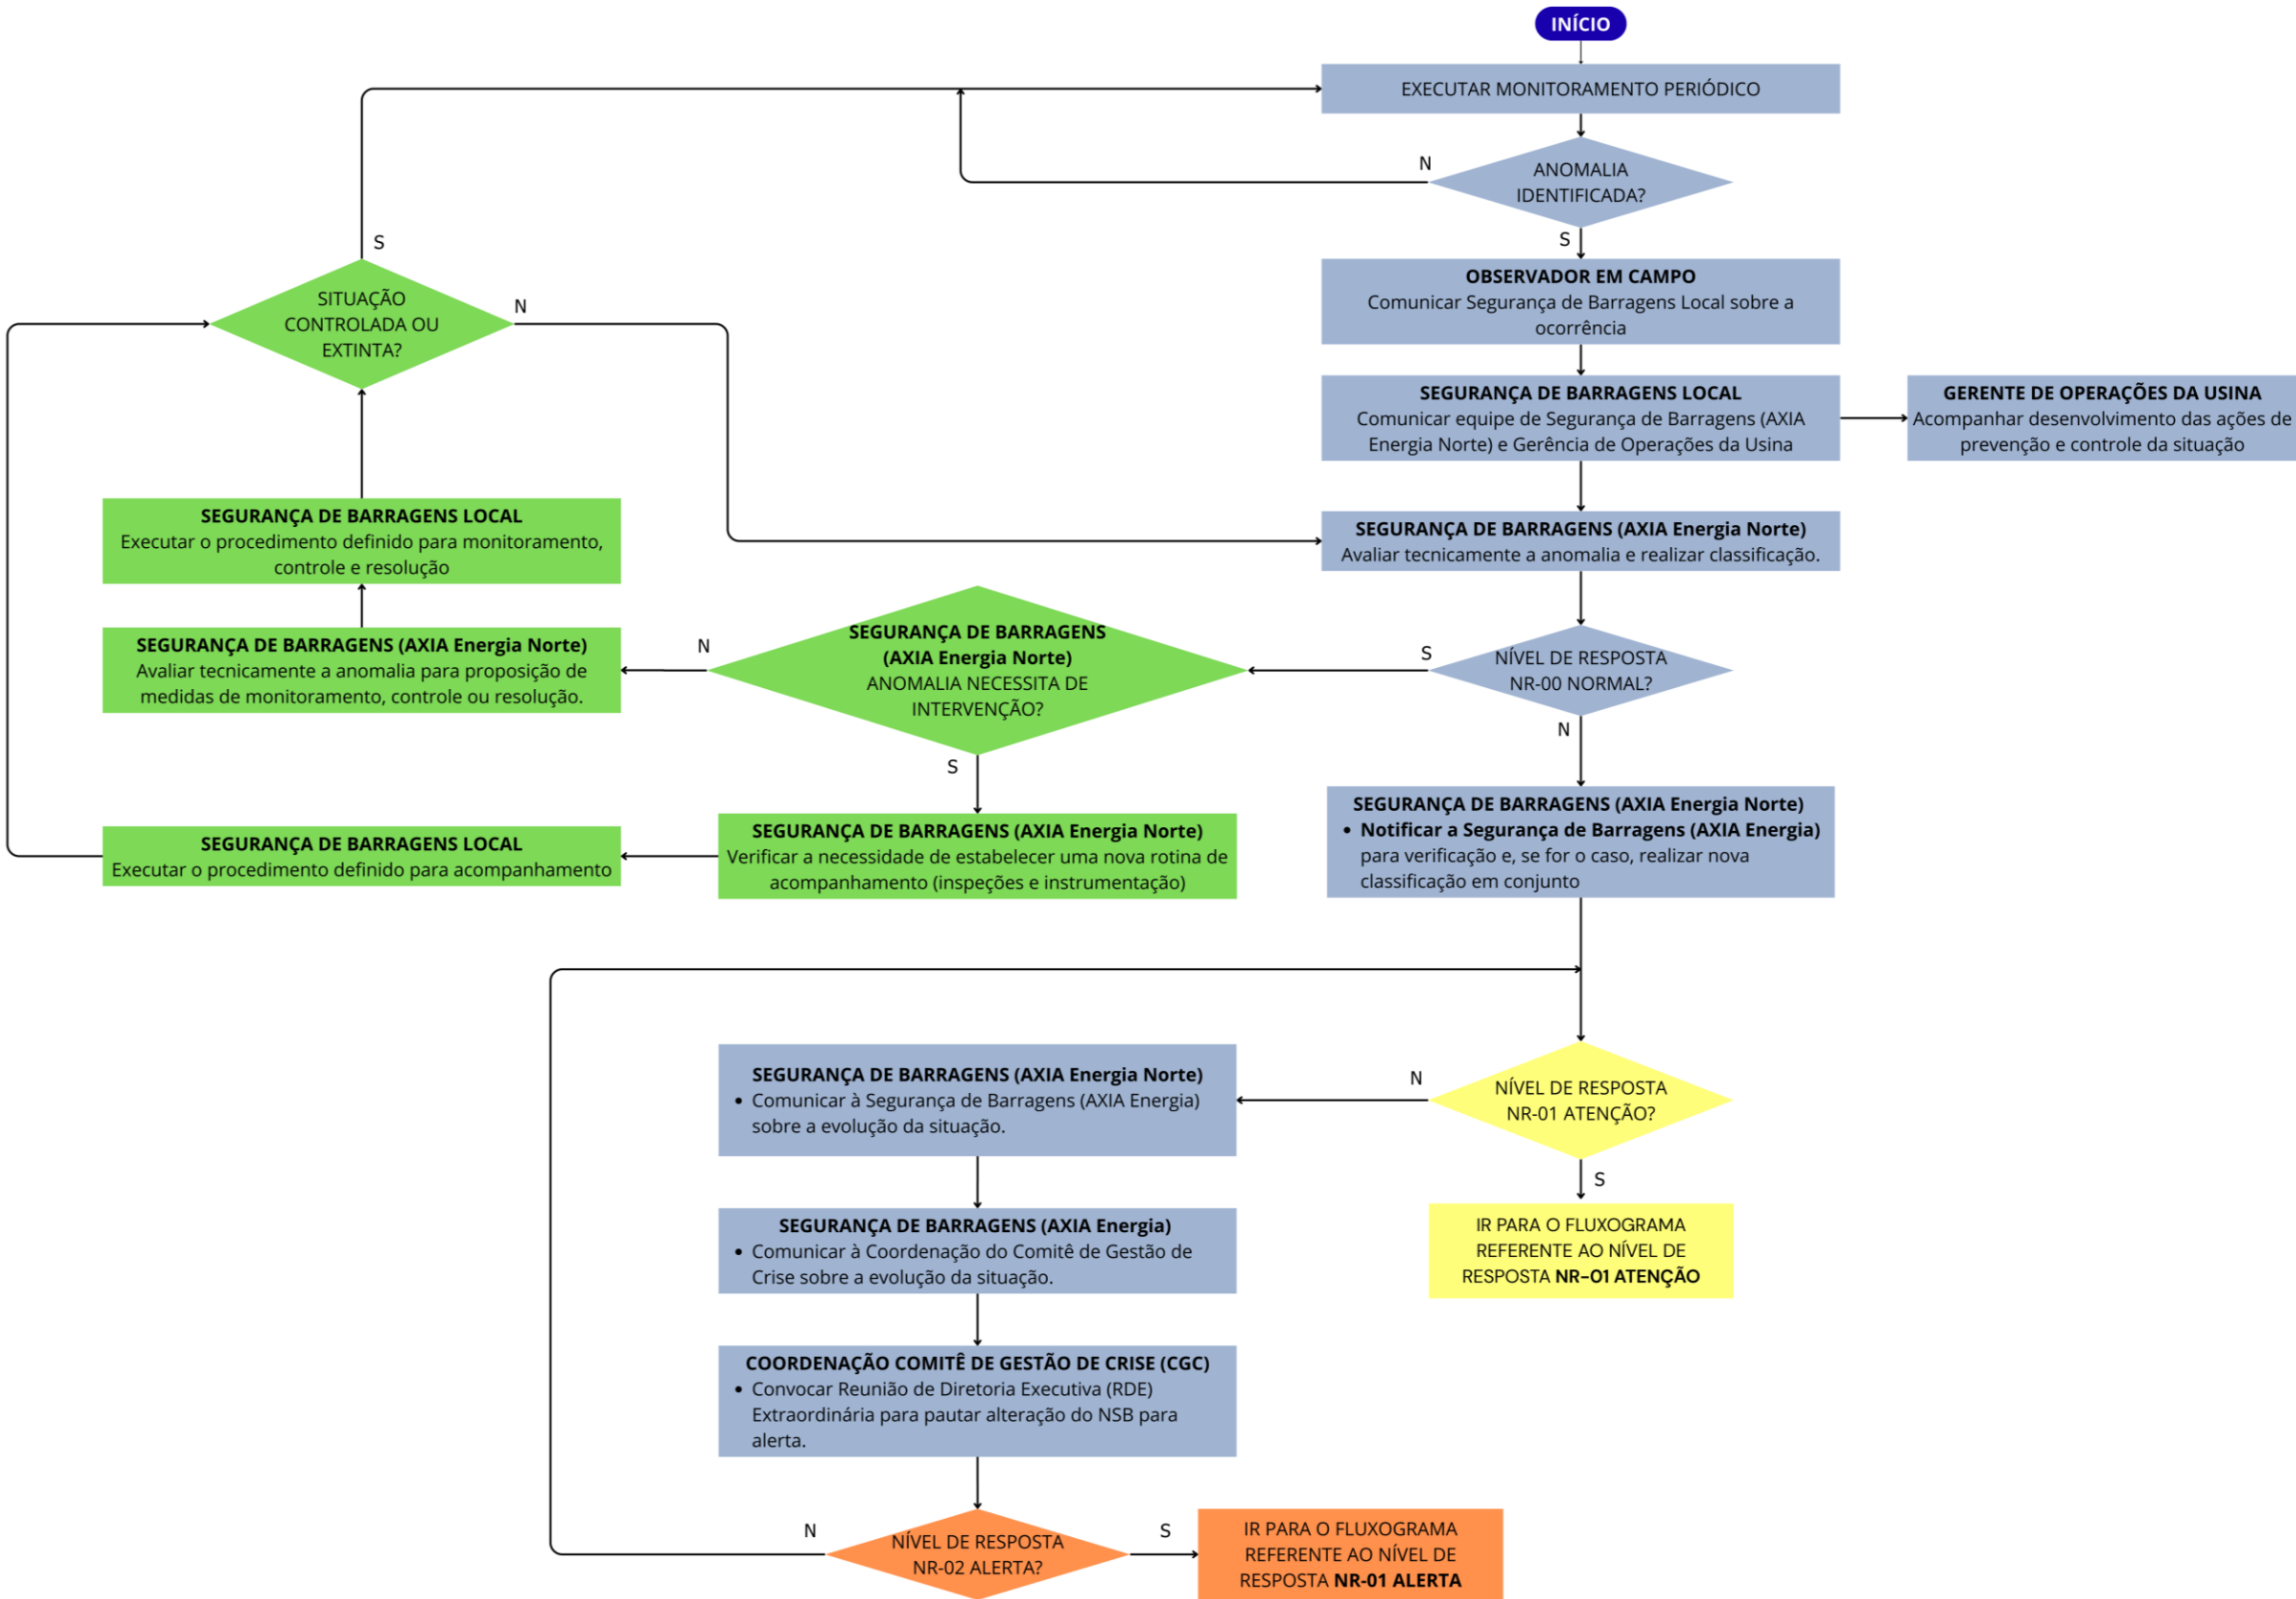 INÍCIO
EXECUTAR MONITORAMENTO PERIÓDICO
N
ANOMALIA
IDENTIFICADA?
S
OBSERVADOR EM CAMPO
Comunicar Segurança de Barragens Local sobre a
ocorrência
SEGURANÇA DE BARRAGENS LOCAL
Comunicar equipe de Segurança de Barragens (AXIA
Energia Norte) e Gerência de Operações da Usina
GERENTE DE OPERAÇÕES DA USINA
Acompanhar desenvolvimento das ações de
prevenção e controle da situação
SEGURANÇA DE BARRAGENS (AXIA Energia Norte)
Avaliar tecnicamente a anomalia e realizar classificação.
NÍVEL DE RESPOSTA
NR-00 NORMAL?
S
N
SEGURANÇA DE BARRAGENS
(AXIA Energia Norte)
ANOMALIA NECESSITA DE
INTERVENÇÃO?
N
S
SEGURANÇA DE BARRAGENS (AXIA Energia Norte)
Avaliar tecnicamente a anomalia para proposição de
medidas de monitoramento, controle ou resolução.
SEGURANÇA DE BARRAGENS LOCAL
Executar o procedimento definido para monitoramento,
controle e resolução
SITUAÇÃO
CONTROLADA OU
EXTINTA?
S
N
SEGURANÇA DE BARRAGENS (AXIA Energia Norte)
Verificar a necessidade de estabelecer uma nova rotina de
acompanhamento (inspeções e instrumentação)
SEGURANÇA DE BARRAGENS LOCAL
Executar o procedimento definido para acompanhamento
SEGURANÇA DE BARRAGENS (AXIA Energia Norte)
• Notificar a Segurança de Barragens (AXIA Energia)
para verificação e, se for o caso, realizar nova
classificação em conjunto
NÍVEL DE RESPOSTA
NR-01 ATENÇÃO?
N
S
IR PARA O FLUXOGRAMA
REFERENTE AO NÍVEL DE
RESPOSTA NR-01 ATENÇÃO
SEGURANÇA DE BARRAGENS (AXIA Energia Norte)
• Comunicar à Segurança de Barragens (AXIA Energia)
sobre a evolução da situação.
SEGURANÇA DE BARRAGENS (AXIA Energia)
• Comunicar à Coordenação do Comitê de Gestão de
Crise sobre a evolução da situação.
COORDENAÇÃO COMITÊ DE GESTÃO DE CRISE (CGC)
• Convocar Reunião de Diretoria Executiva (RDE)
Extraordinária para pautar alteração do NSB para
alerta.
N
NÍVEL DE RESPOSTA
NR-02 ALERTA?
S
IR PARA O FLUXOGRAMA
REFERENTE AO NÍVEL DE
RESPOSTA NR-01 ALERTA